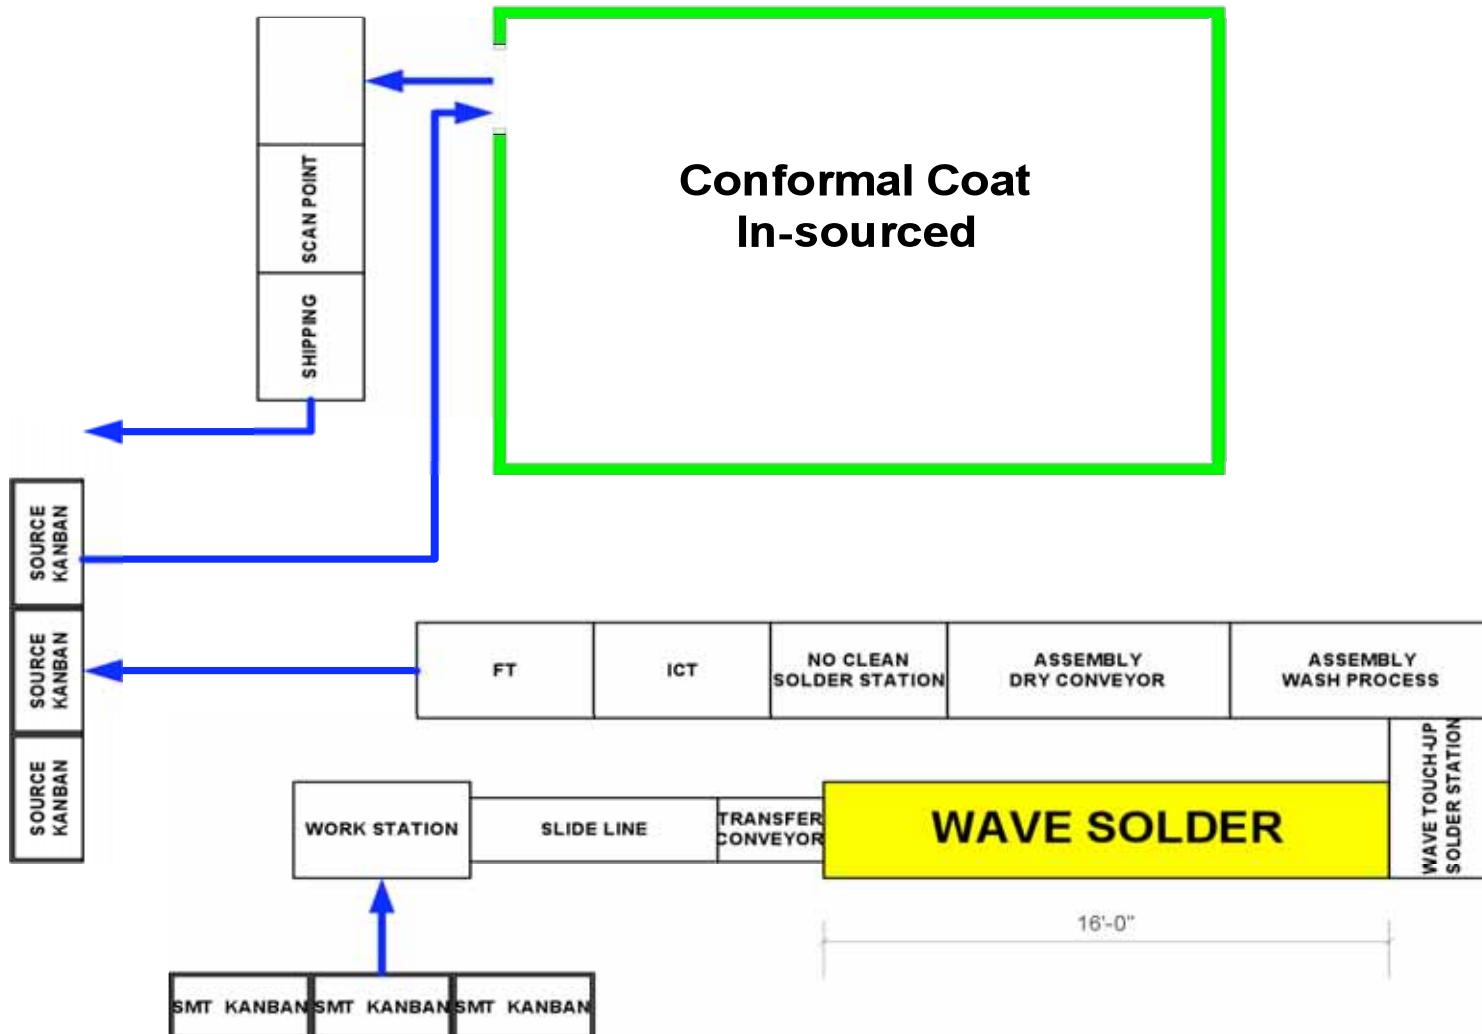 Conformal Coat
In-sourced
SCAN POINT
SHIPPING
SOURCE
KANBAN
SOURCE
KANBAN
SOURCE
KANBAN
FT
ICT
NO CLEAN
SOLDER STATION
ASSEMBLY
DRY CONVEYOR
ASSEMBLY
WASH PROCESS
WORK STATION
SLIDE LINE
TRANSFER
CONVEYOR
WAVE SOLDER
WAVE TOUCH-UP
SOLDER STATION
16'-0"
SMT KANBAN
SMT KANBAN
SMT KANBAN